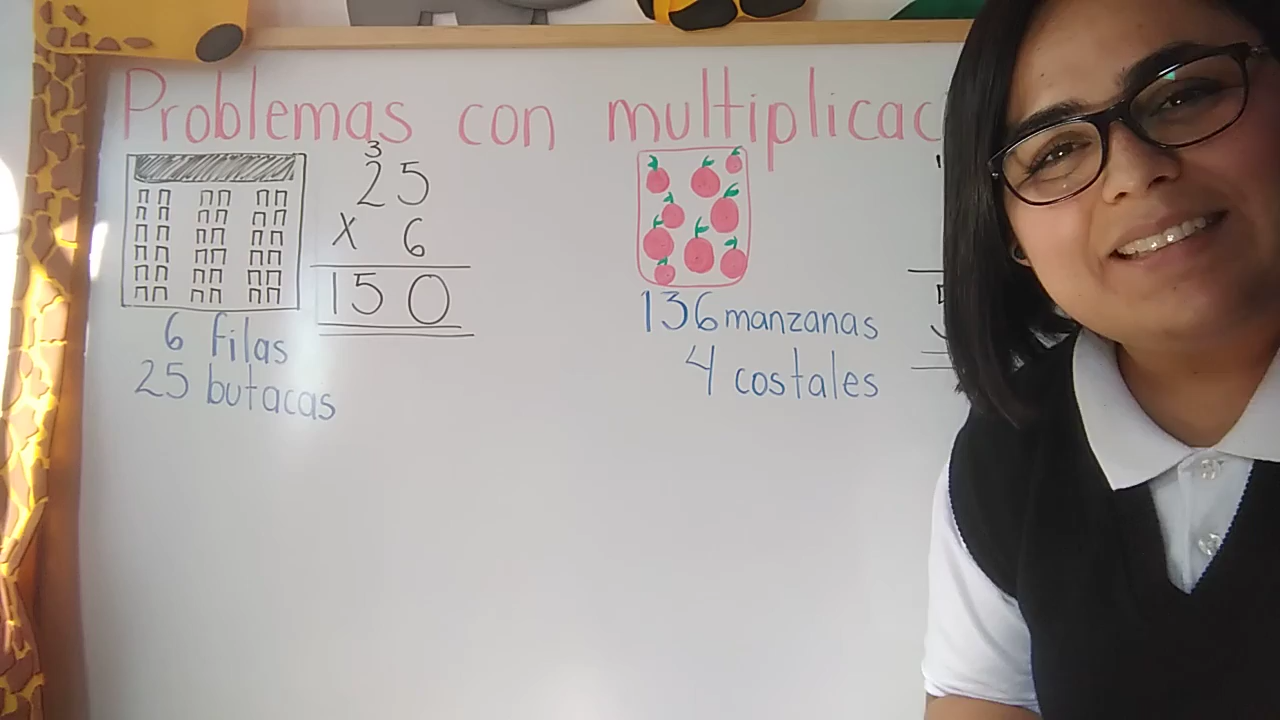 Problemas con multiplicac
3
25
x 6
150
6 filas
25 butacas
136 manzanas
4 costales